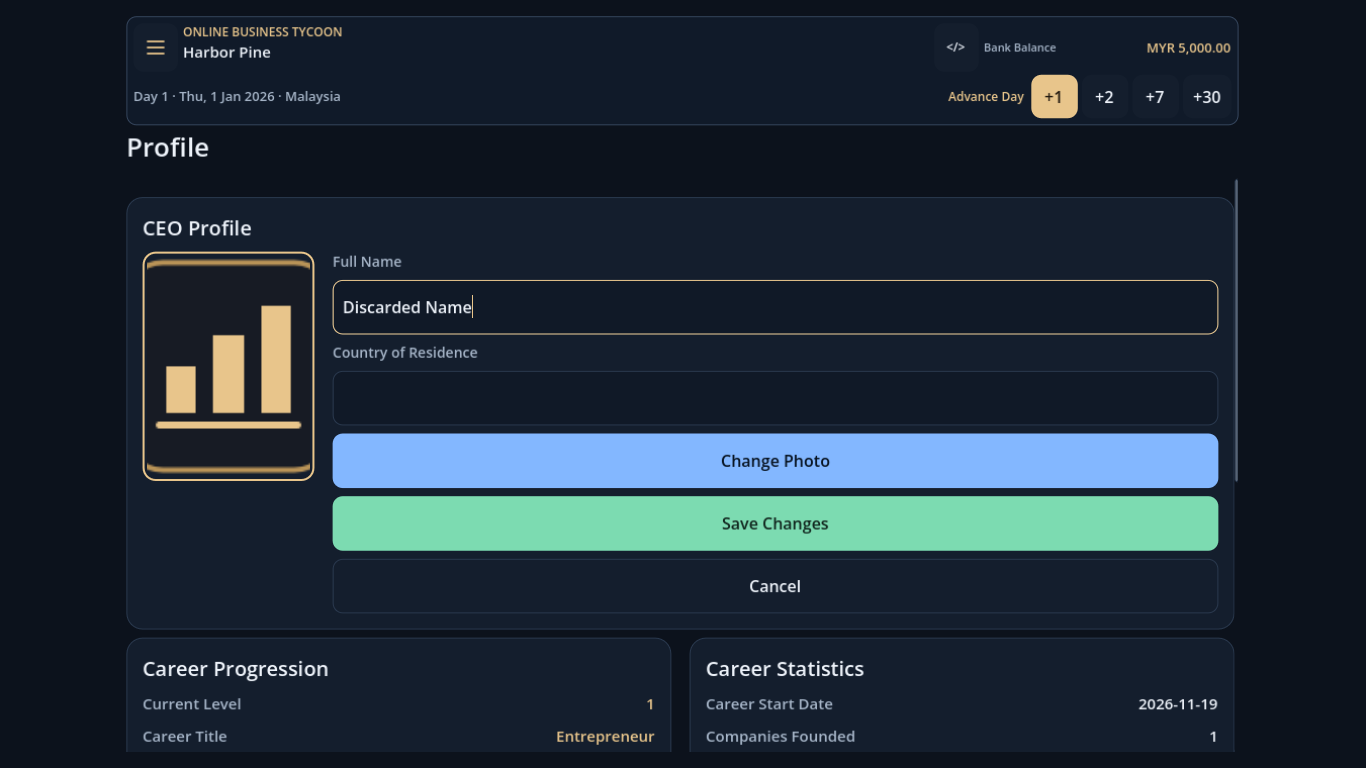 ONLINE BUSINESS TYCOON
Harbor Pine
</> Bank Balance MYR 5,000.00
Day 1 · Thu, 1 Jan 2026 · Malaysia
Advance Day +1 +2 +7 +30
Profile
CEO Profile
Full Name
Discarded Name
Country of Residence
Change Photo
Save Changes
Cancel
Career Progression
Current Level 1
Career Title Entrepreneur
Career Statistics
Career Start Date 2026-11-19
Companies Founded 1